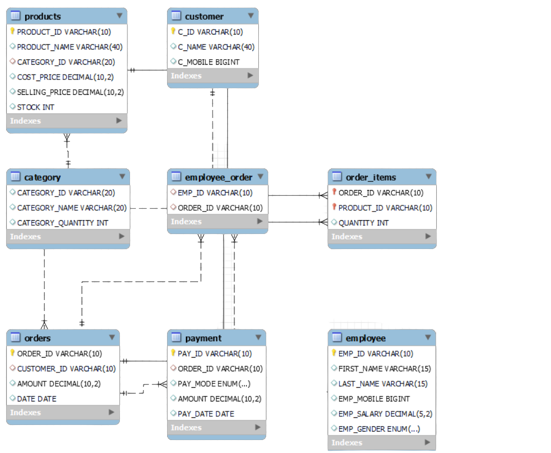 products
PRODUCT_ID VARCHAR(10)
PRODUCT_NAME VARCHAR(40)
CATEGORY_ID VARCHAR(20)
COST_PRICE DECIMAL(10,2)
SELLING_PRICE DECIMAL(10,2)
STOCK INT
Indexes
customer
C_ID VARCHAR(10)
C_NAME VARCHAR(40)
C_MOBILE BIGINT
Indexes
category
CATEGORY_ID VARCHAR(20)
CATEGORY_NAME VARCHAR(20)
CATEGORY_QUANTITY INT
Indexes
employee_order
EMP_ID VARCHAR(10)
ORDER_ID VARCHAR(10)
Indexes
order_items
ORDER_ID VARCHAR(10)
PRODUCT_ID VARCHAR(10)
QUANTITY INT
Indexes
orders
ORDER_ID VARCHAR(10)
CUSTOMER_ID VARCHAR(10)
AMOUNT DECIMAL(10,2)
DATE DATE
Indexes
payment
PAY_ID VARCHAR(10)
ORDER_ID VARCHAR(10)
PAY_MODE ENUM(...)
AMOUNT DECIMAL(10,2)
PAY_DATE DATE
Indexes
employee
EMP_ID VARCHAR(10)
FIRST_NAME VARCHAR(15)
LAST_NAME VARCHAR(15)
EMP_MOBILE BIGINT
EMP_SALARY DECIMAL(5,2)
EMP_GENDER ENUM(...)
Indexes